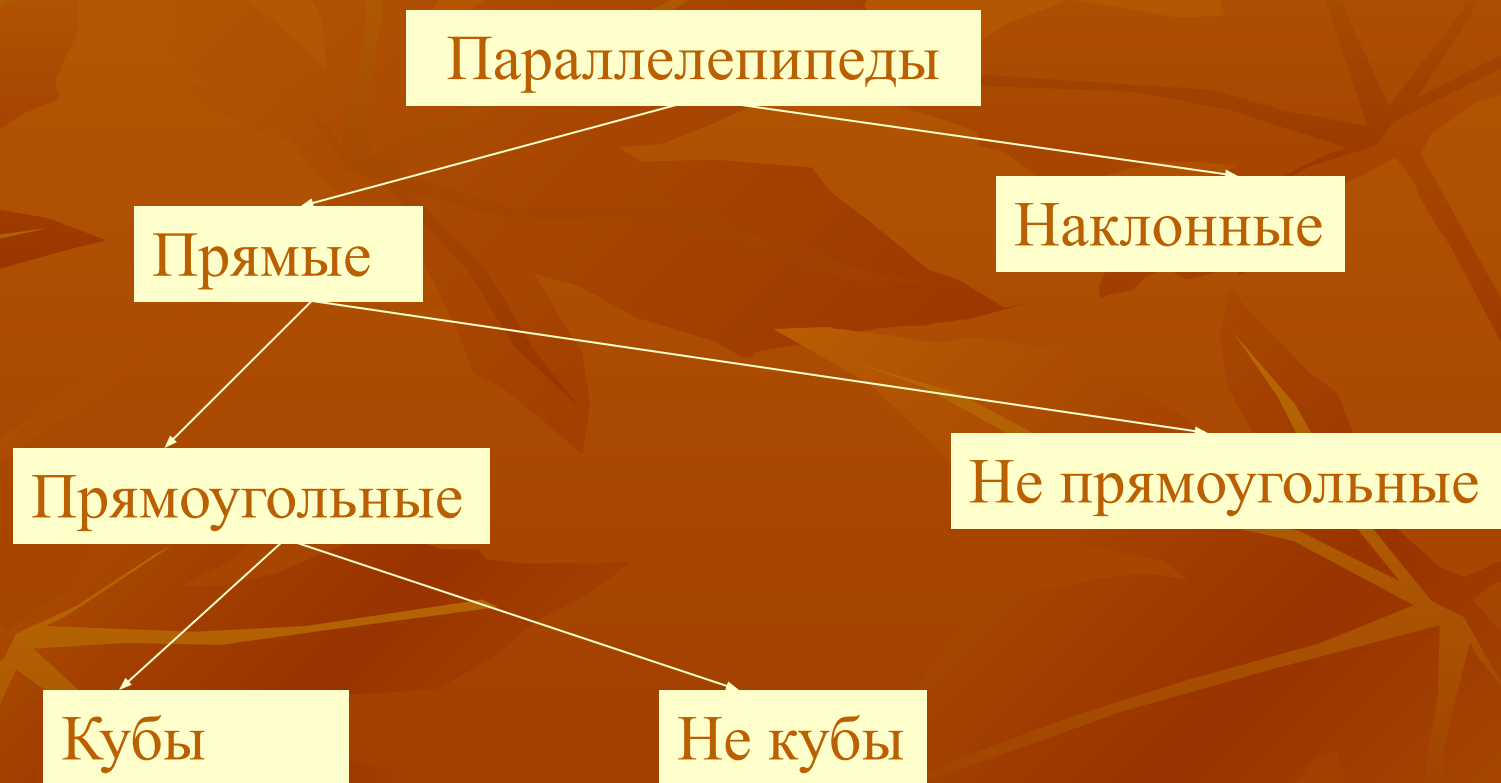 Параллелепипеды
Прямые
Наклонные
Прямоугольные
Не прямоугольные
Кубы
Не кубы